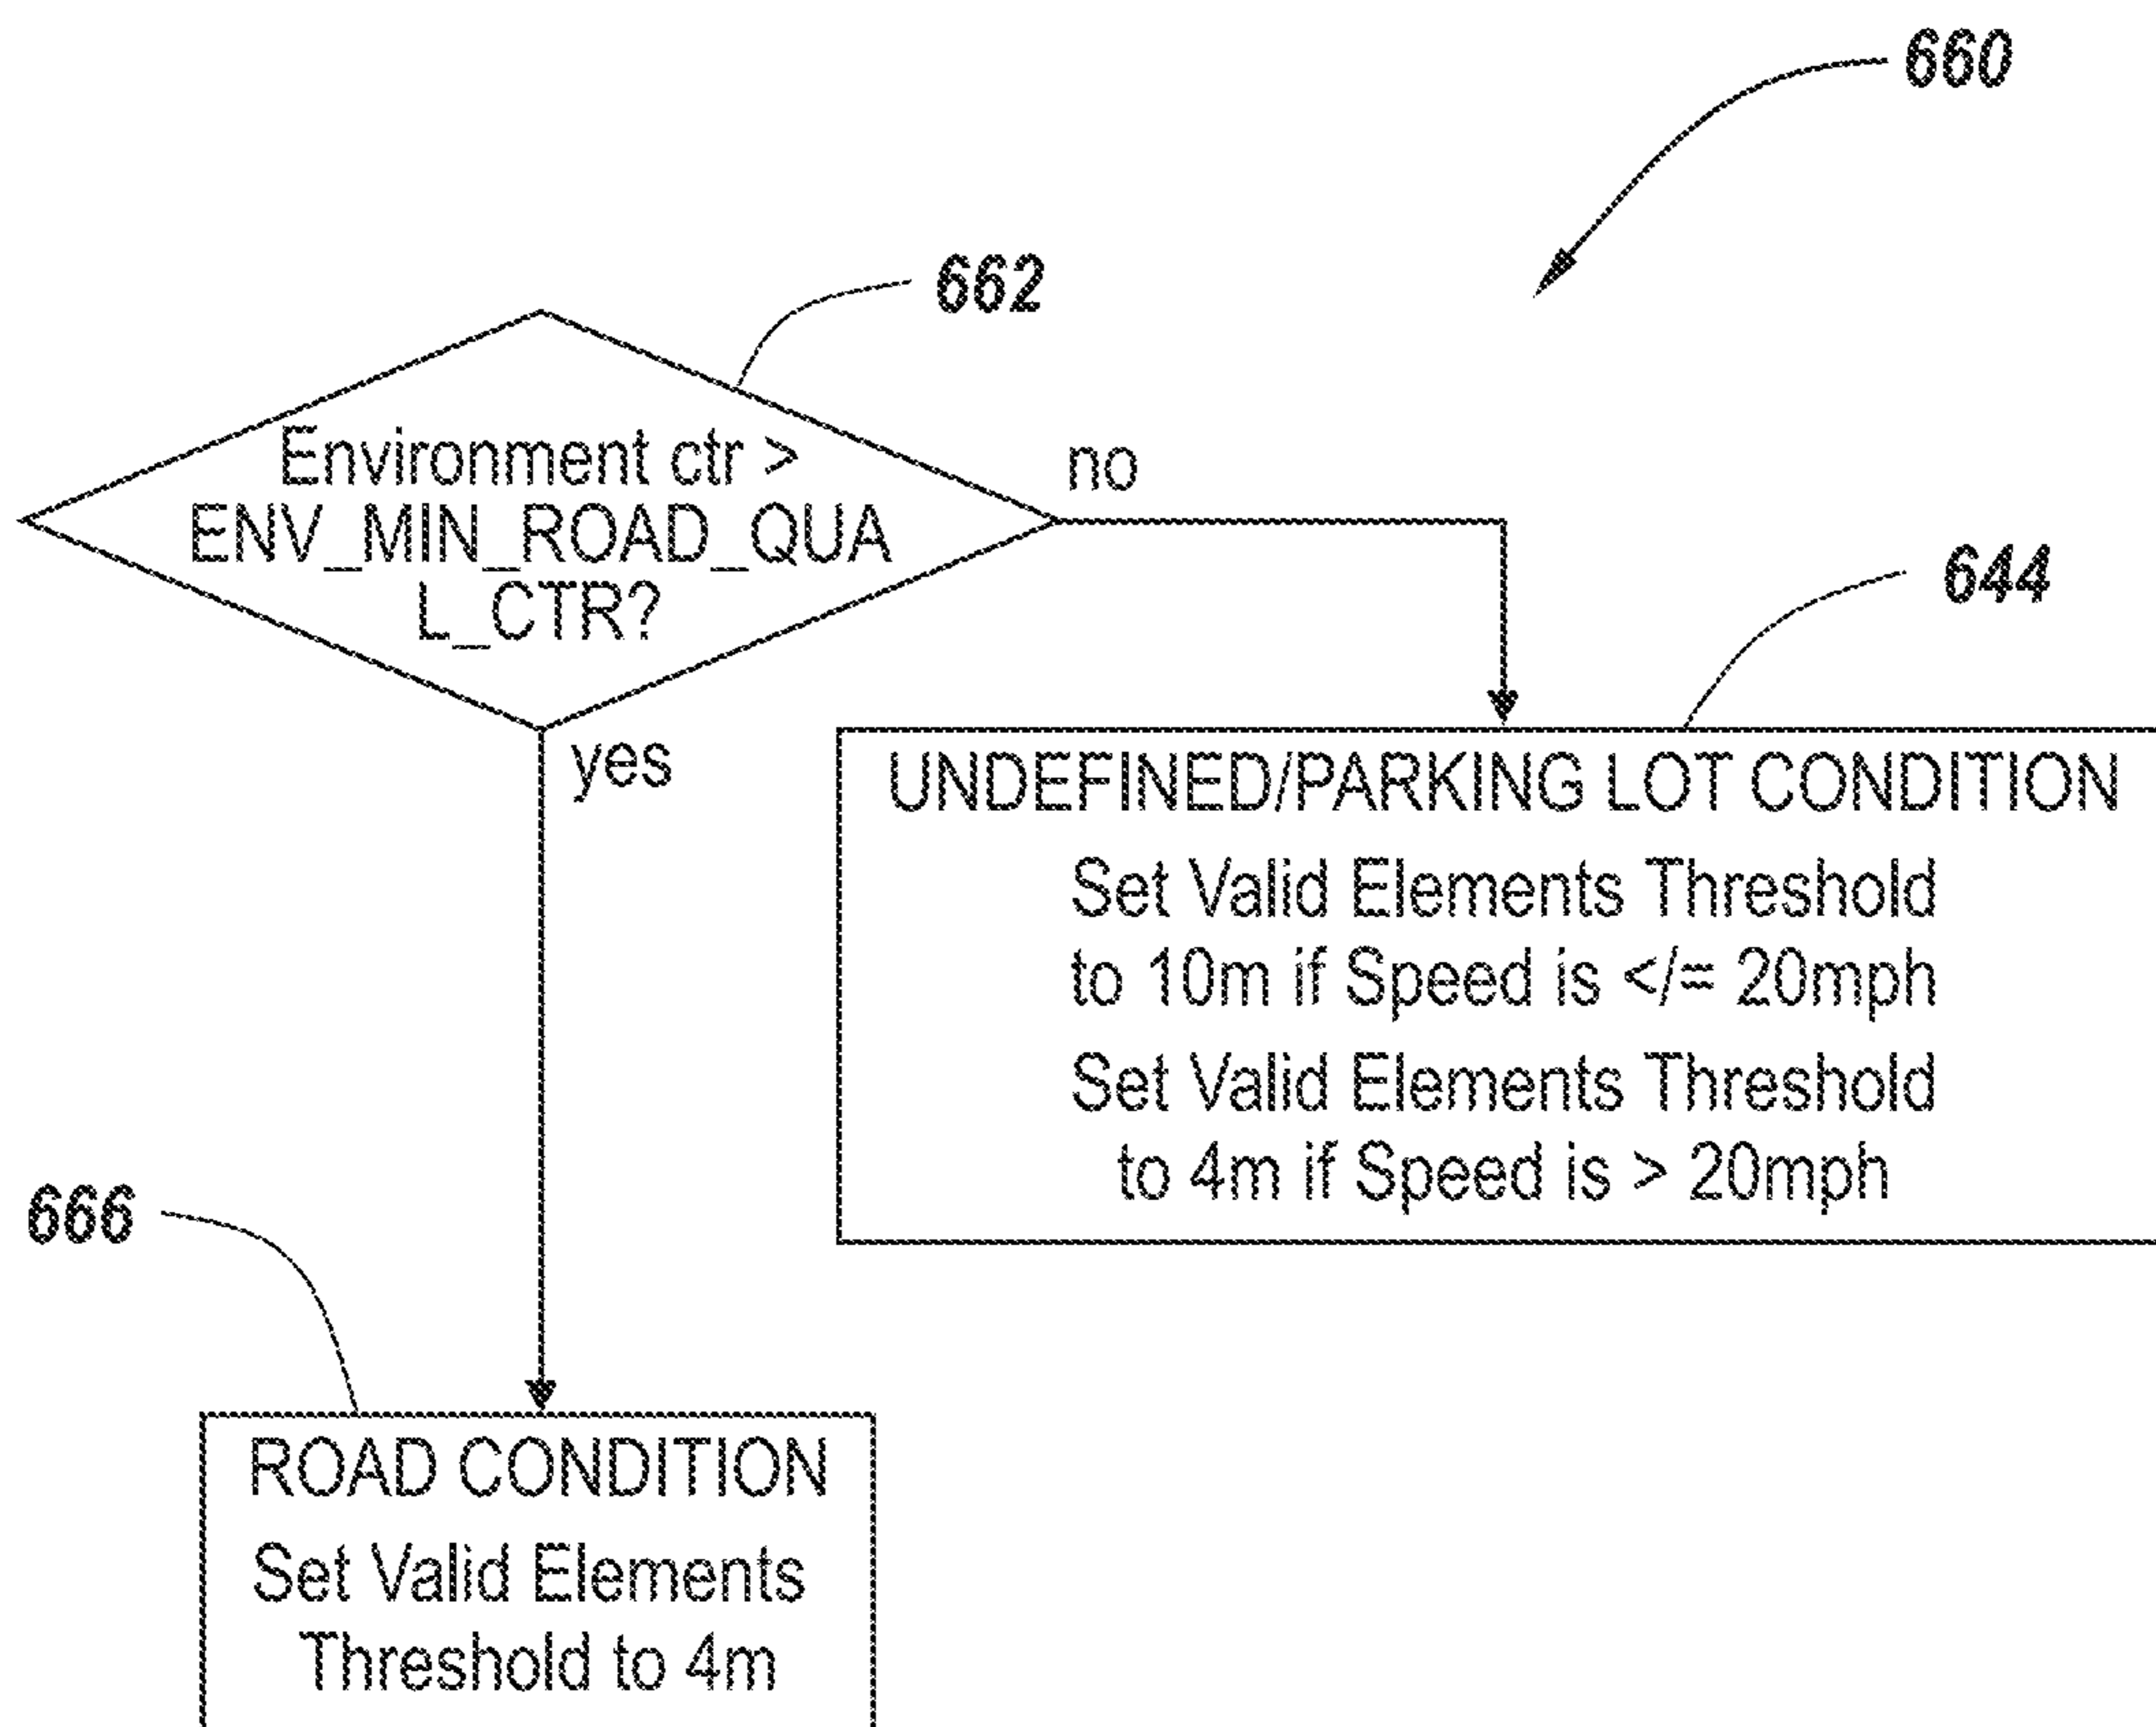 660
662
Environment ctr >
ENV_MIN_ROAD_QUA
L_CTR?
no
644
yes
UNDEFINED/PARKING LOT CONDITION
Set Valid Elements Threshold
to 10m if Speed is </= 20mph
Set Valid Elements Threshold
to 4m if Speed is > 20mph
666
ROAD CONDITION
Set Valid Elements
Threshold to 4m